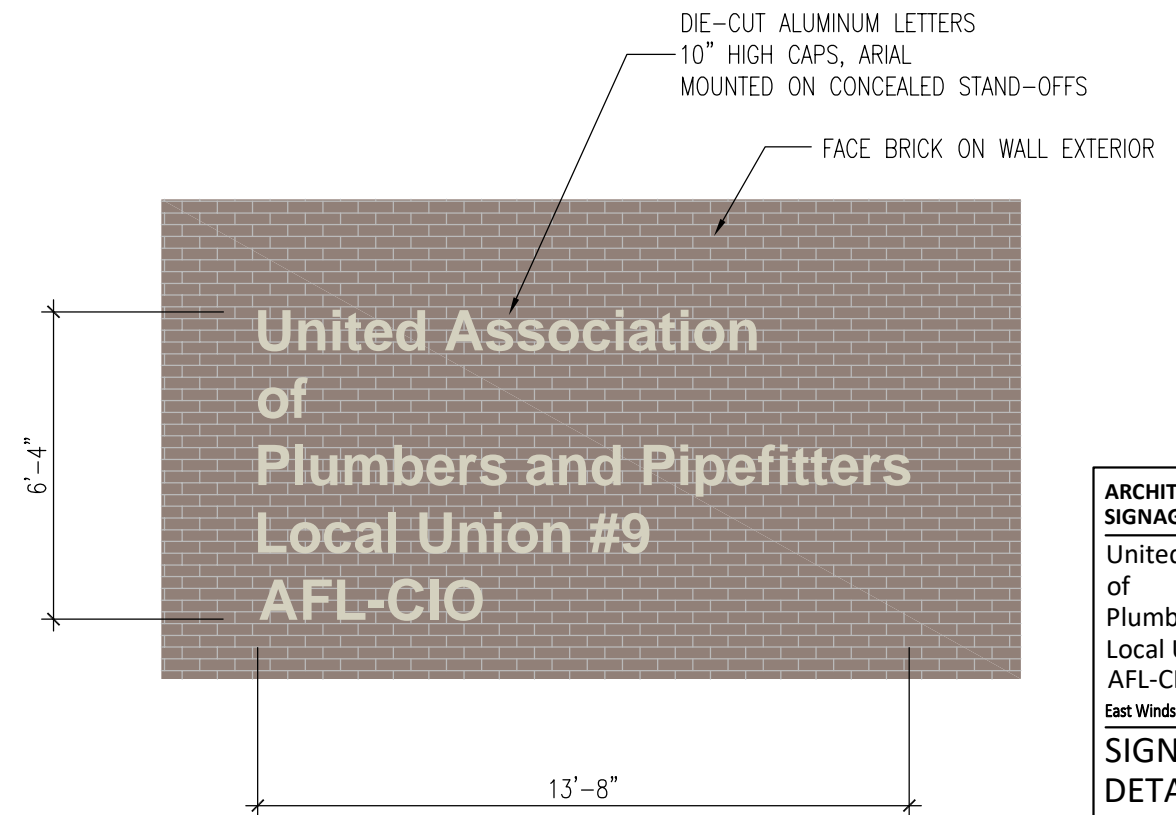 DIE-CUT ALUMINUM LETTERS
10" HIGH CAPS, ARIAL
MOUNTED ON CONCEALED STAND-OFFS
FACE BRICK ON WALL EXTERIOR
United Association
of
Plumbers and Pipefitters
Local Union #9
AFL-CIO
6'-4"
13'-8"
ARCHIT
SIGNAG
United
of
Plumb
Local U
AFL-CI
East Winds
SIGN
DETA